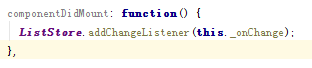 componentDidMount: function() {
ListStore.addChangeListener(this._onChange);
},